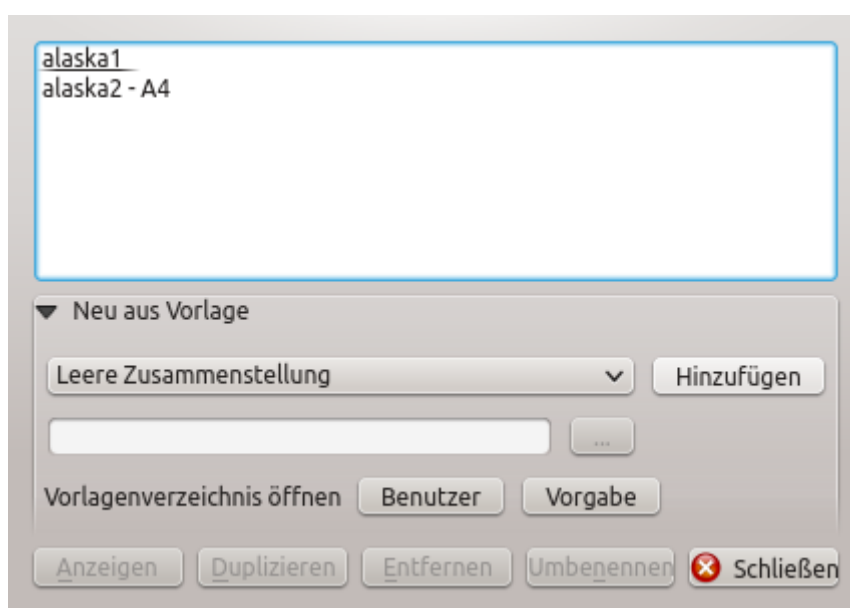 alaska1
alaska2 - A4
Neu aus Vorlage
Leere Zusammenstellung
Hinzufügen
...
Vorlagenverzeichnis öffnen Benutzer Vorgabe
Anzeigen Duplizieren Entfernen Umbenennen Schließen